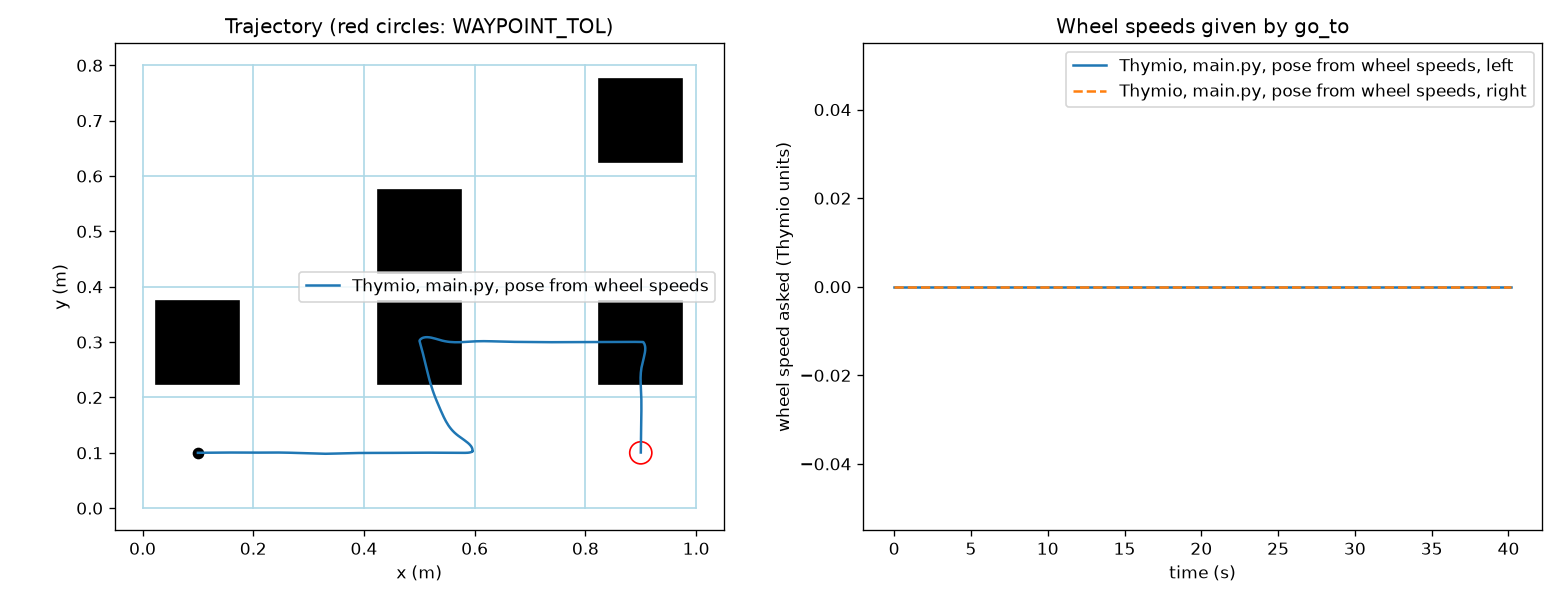 Trajectory (red circles: WAYPOINT_TOL)
0.8
0.7
0.6
0.5
0.4
0.3
0.2
0.1
0.0
y (m)
Thymio, main.py, pose from wheel speeds
0.0 0.2 0.4 0.6 0.8 1.0
x (m)
Wheel speeds given by go_to
Thymio, main.py, pose from wheel speeds, left
Thymio, main.py, pose from wheel speeds, right
0.04
0.02
0.00
−0.02
−0.04
wheel speed asked (Thymio units)
0 5 10 15 20 25 30 35 40
time (s)